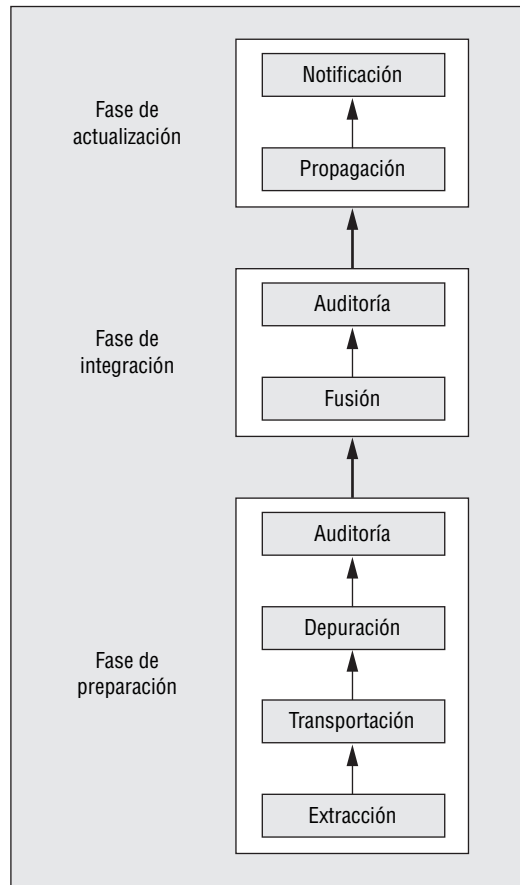 Fase de
actualización
Notificación
Propagación
Fase de
integración
Auditoría
Fusión
Fase de
preparación
Auditoría
Depuración
Transportación
Extracción